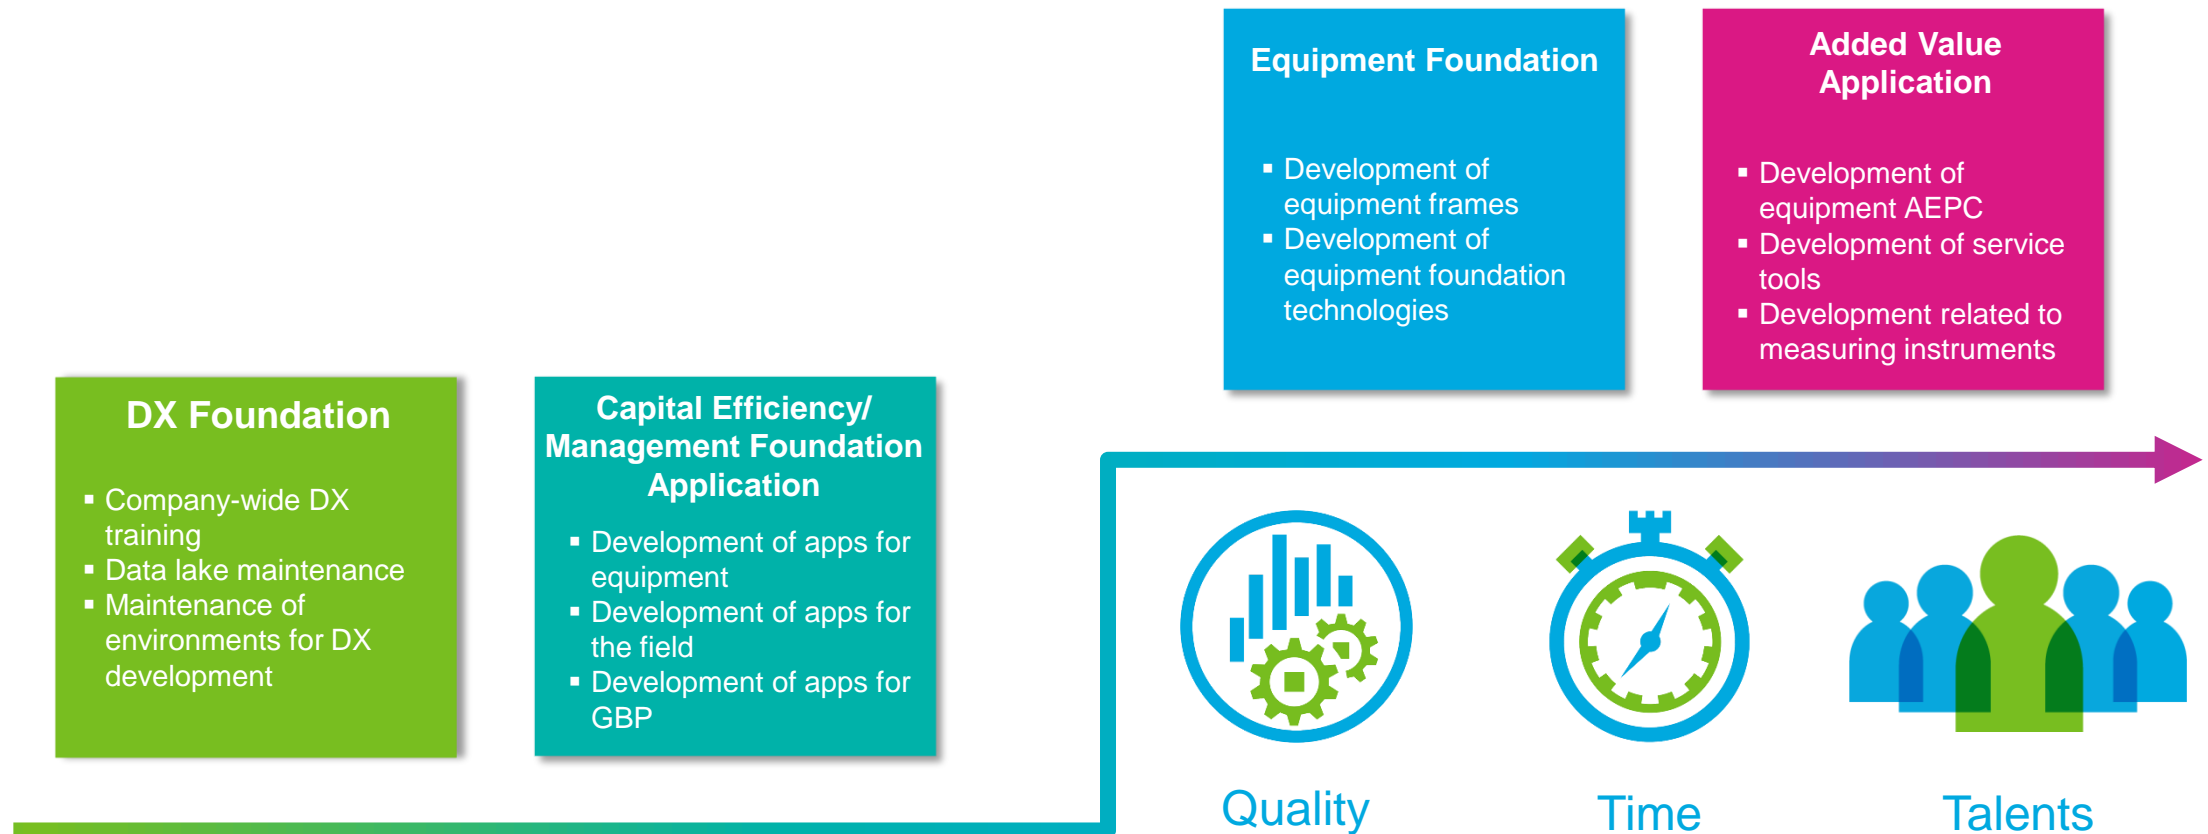 Equipment Foundation
▪ Development of
equipment frames
▪ Development of
equipment foundation
technologies
Added Value
Application
▪ Development of
equipment AEPC
▪ Development of service
tools
▪ Development related to
measuring instruments
DX Foundation
▪ Company-wide DX
training
▪ Data lake maintenance
▪ Maintenance of
environments for DX
development
Capital Efficiency/
Management Foundation
Application
▪ Development of apps for
equipment
▪ Development of apps for
the field
▪ Development of apps for
GBP
Quality
Time
Talents